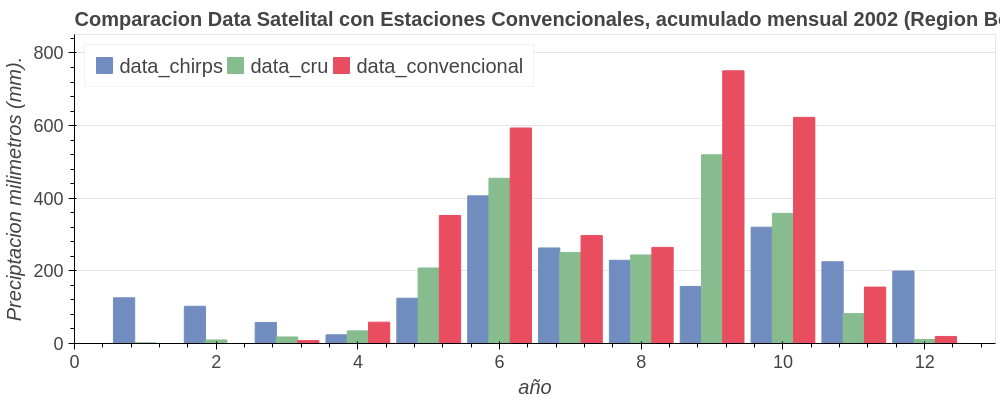 Comparacion Data Satelital con Estaciones Convencionales, acumulado mensual 2002 (Region
data_chirps data_cru data_convencional
Preciptacion milimetros (mm).
800
600
400
200
0
0 2 4 6 8 10 12
año